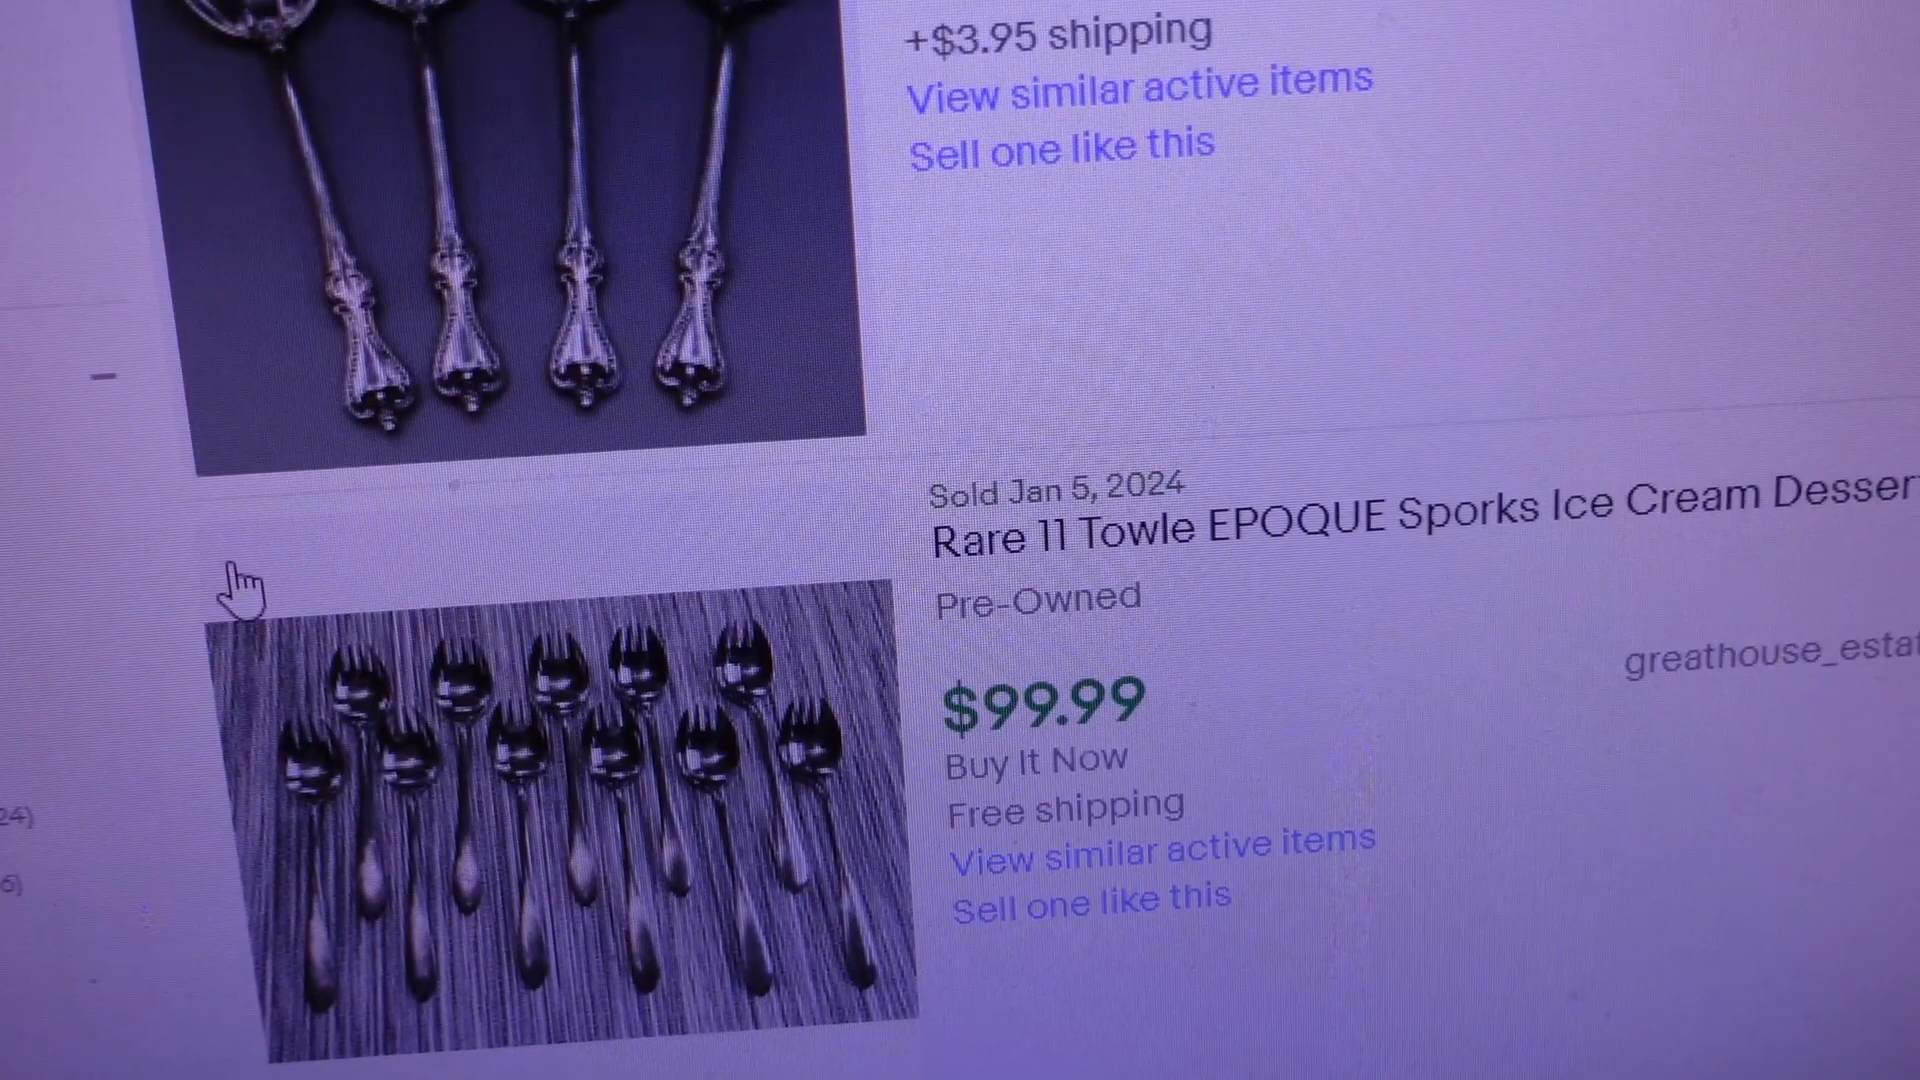 +$3.95 shipping
View similar active items
Sell one like this
Sold Jan 5, 2024
Rare 11 Towle EPOQUE Sporks Ice Cream Desser
Pre-Owned
greathouse_esta
$99.99
Buy It Now
Free shipping
View similar active items
Sell one like this
24)
6)